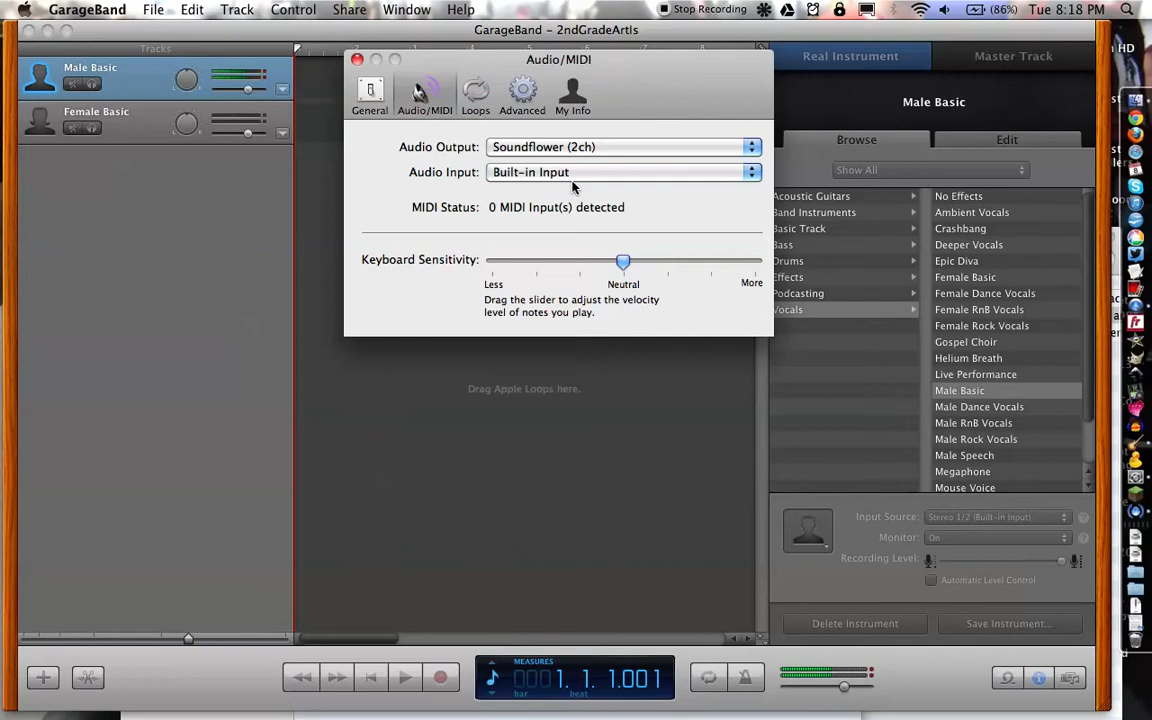 GarageBand File Edit Track Control Share Window Help Stop Recording (86%) Tue 8:18 PM
GarageBand - 2ndGradeArtIs
Tracks
Male Basic
Female Basic
Audio/MIDI
General Audio/MIDI Loops Advanced My Info
Audio Output: Soundflower (2ch)
Audio Input: Built-in Input
MIDI Status: 0 MIDI Input(s) detected
Keyboard Sensitivity:
Less Neutral More
Drag the slider to adjust the velocity
level of notes you play.
Drag Apple Loops here.
Real Instrument Master Track
Male Basic
Browse Edit
Show All
Acoustic Guitars
Band Instruments
Basic Track
Bass
Drums
Effects
Podcasting
Vocals
No Effects
Ambient Vocals
Crashbang
Deeper Vocals
Epic Diva
Female Basic
Female Dance Vocals
Female RnB Vocals
Female Rock Vocals
Gospel Choir
Helium Breath
Live Performance
Male Basic
Male Dance Vocals
Male RnB Vocals
Male Rock Vocals
Male Speech
Megaphone
Mouse Voice
Input Source: Stereo 1/2 (Built-in Input)
Monitor: On
Recording Level:
Automatic Level Control
Delete Instrument Save Instrument...
MEASURES
0001. 1. 1.001
bar beat